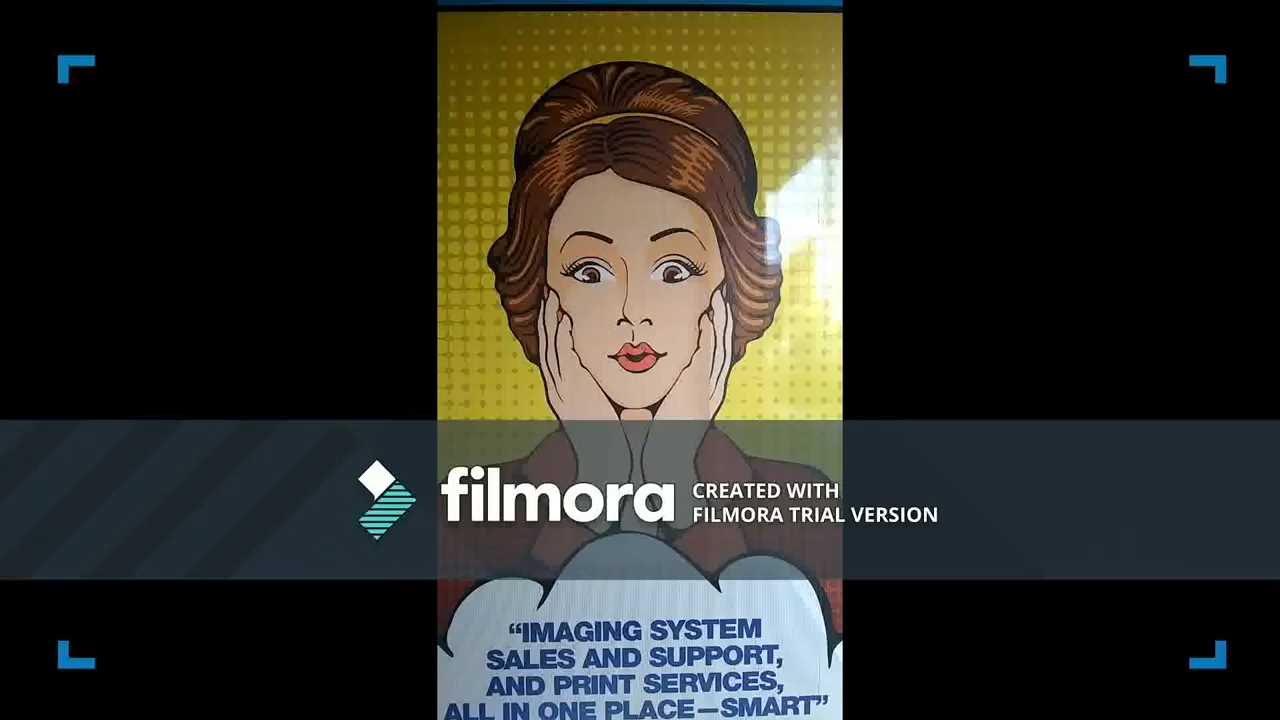 filmora
CREATED WITH
FILMORA TRIAL VERSION
“IMAGING SYSTEM
SALES AND SUPPORT,
AND PRINT SERVICES,
ALL IN ONE PLACE—SMART”